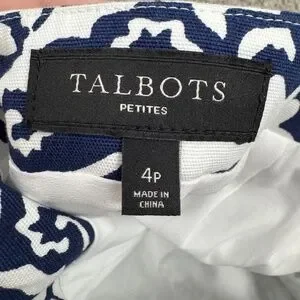 TALBOTS
PETITES
4P
MADE IN
CHINA